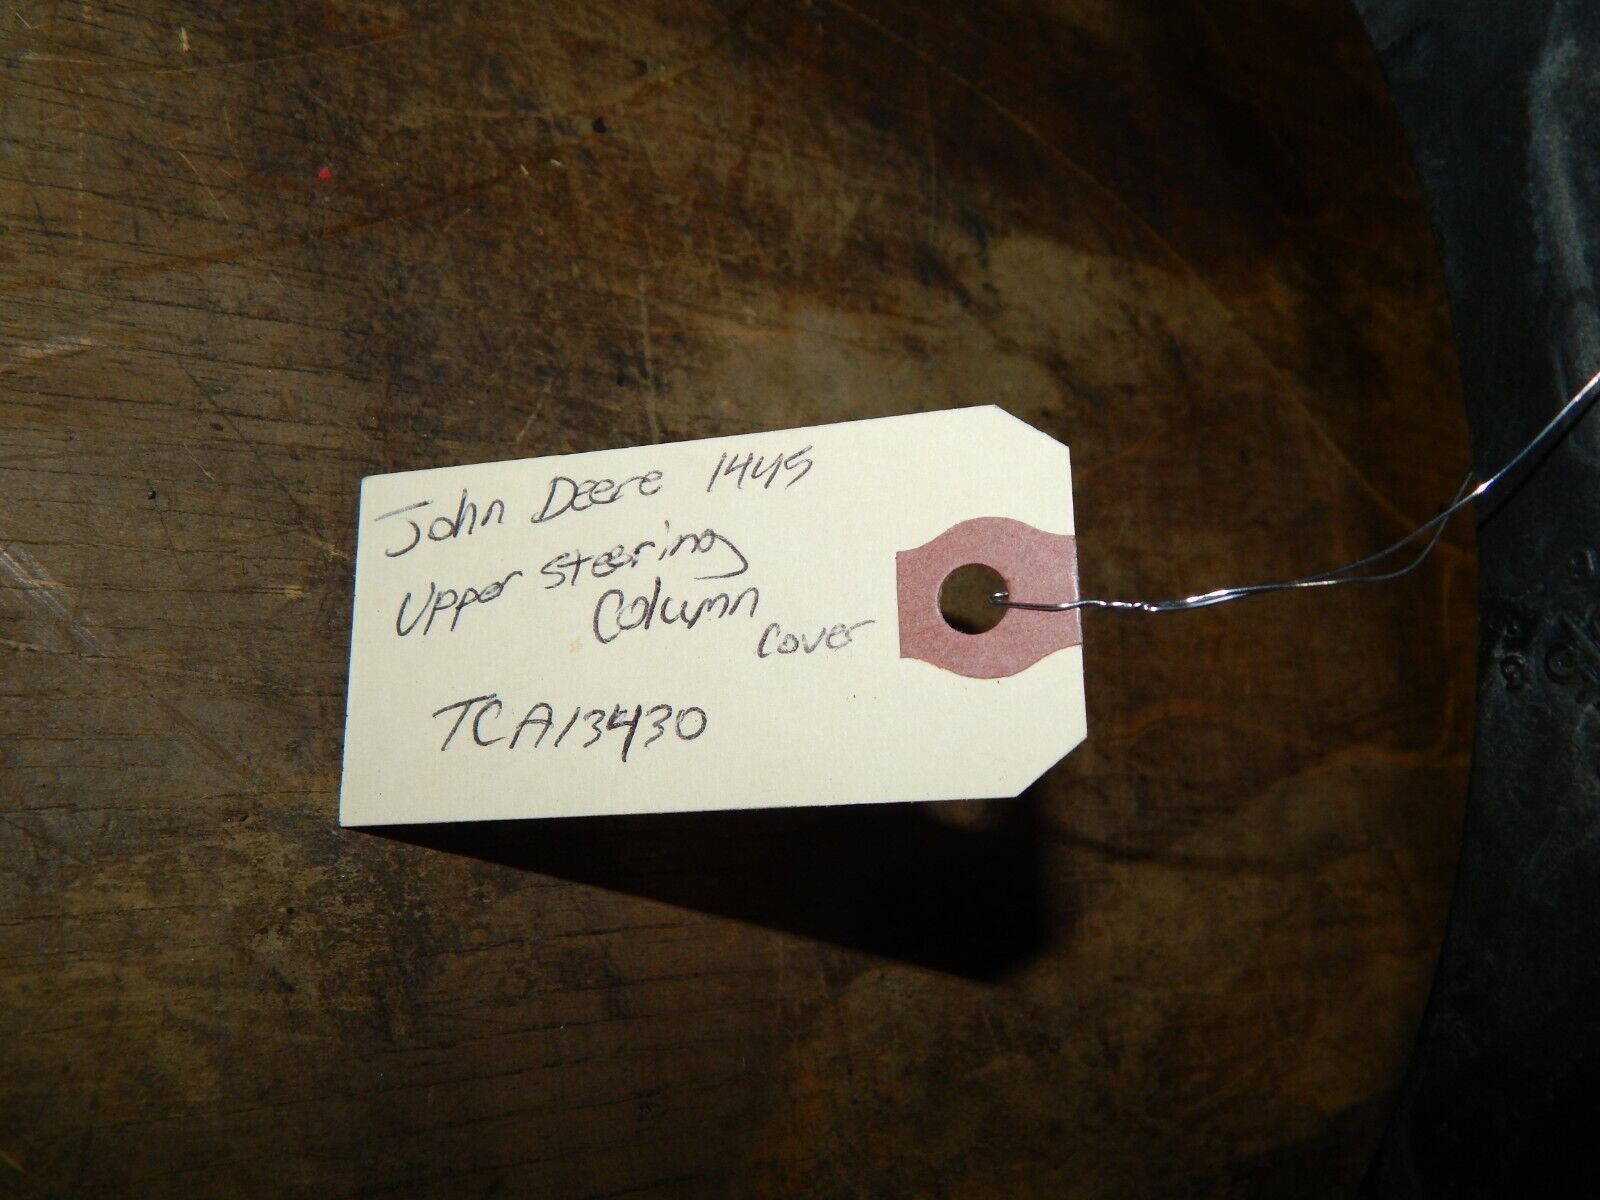 John Deere 1445
Upper steering
Column cover
TCA13430